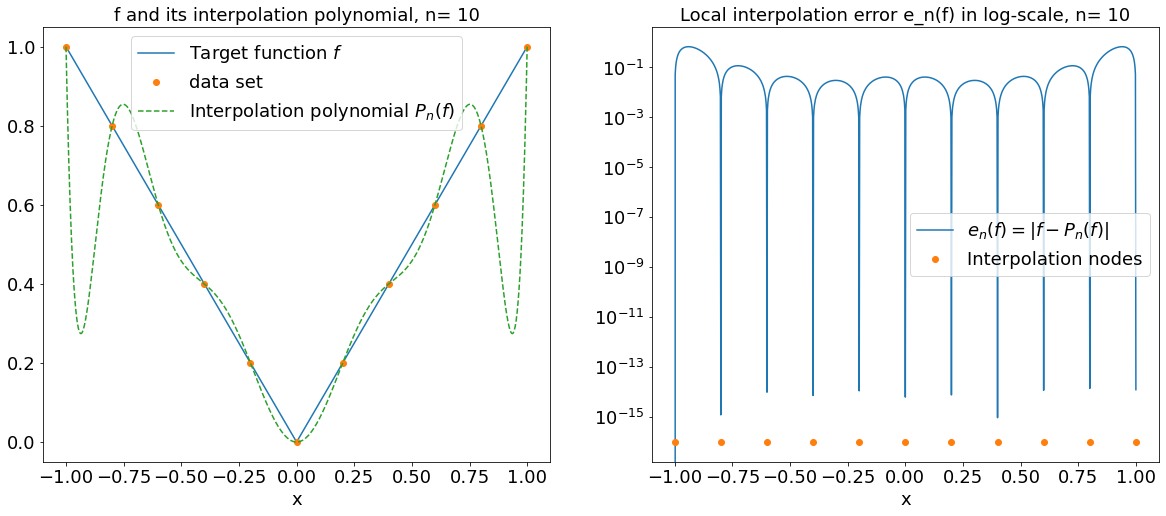 f and its interpolation polynomial, n= 10
Target function f
data set
Interpolation polynomial Pₙ(f)
1.0
0.8
0.6
0.4
0.2
0.0
−1.00 −0.75 −0.50 −0.25 0.00 0.25 0.50 0.75 1.00
x
Local interpolation error e_n(f) in log-scale, n= 10
10⁻¹
10⁻³
10⁻⁵
10⁻⁷
10⁻⁹
10⁻¹¹
10⁻¹³
10⁻¹⁵
eₙ(f) = |f − Pₙ(f)|
Interpolation nodes
−1.00 −0.75 −0.50 −0.25 0.00 0.25 0.50 0.75 1.00
x